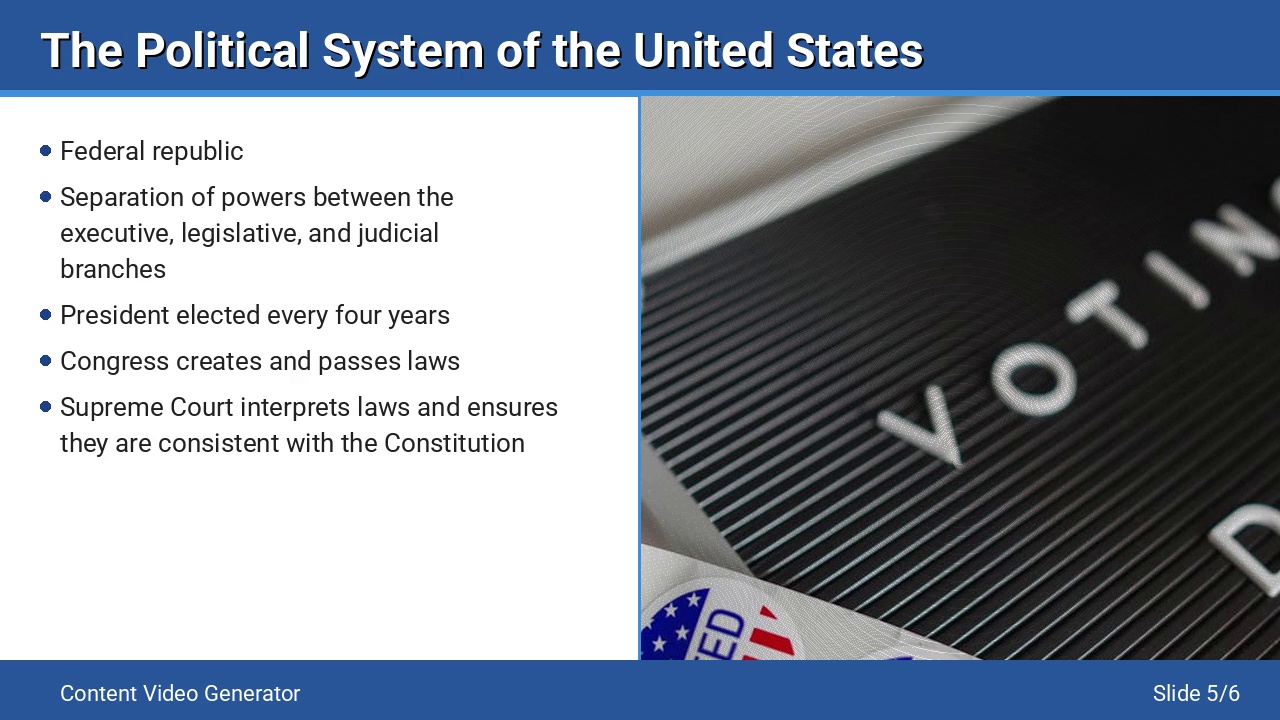 The Political System of the United States
Federal republic
Separation of powers between the
executive, legislative, and judicial
branches
President elected every four years
Congress creates and passes laws
Supreme Court interprets laws and ensures
they are consistent with the Constitution
VOTIN
D
ED
Content Video Generator
Slide 5/6